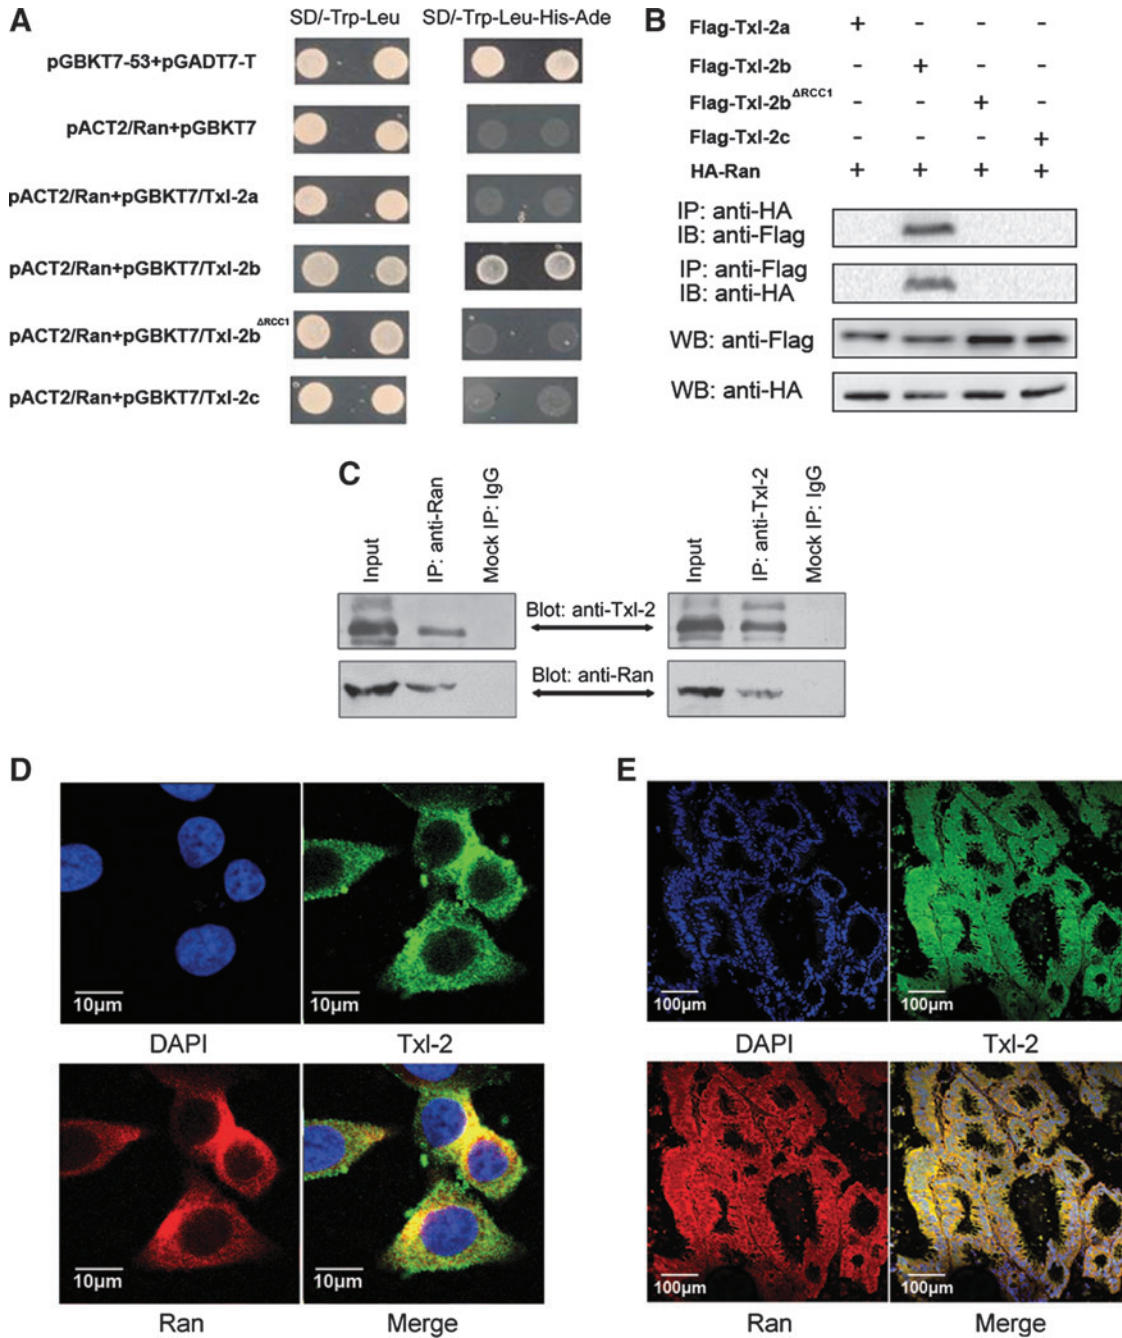 A
SD/-Trp-Leu
SD/-Trp-Leu-His-Ade
pGBKT7-53+pGADT7-T
pACT2/Ran+pGBKT7
pACT2/Ran+pGBKT7/Txl-2a
pACT2/Ran+pGBKT7/Txl-2b
pACT2/Ran+pGBKT7/Txl-2b ΔRCC1
pACT2/Ran+pGBKT7/Txl-2c
B
Flag-Txl-2a + - - -
Flag-Txl-2b - + - -
Flag-Txl-2b ΔRCC1 - - + -
Flag-Txl-2c - - - +
HA-Ran + + + +
IP: anti-HA
IB: anti-Flag
IP: anti-Flag
IB: anti-HA
WB: anti-Flag
WB: anti-HA
C
Input
IP: anti-Ran
Mock IP: IgG
Input
IP: anti-Txl-2
Mock IP: IgG
Blot: anti-Txl-2
Blot: anti-Ran
D
10μm
DAPI
10μm
Txl-2
10μm
Ran
10μm
Merge
E
100μm
DAPI
100μm
Txl-2
100μm
Ran
100μm
Merge